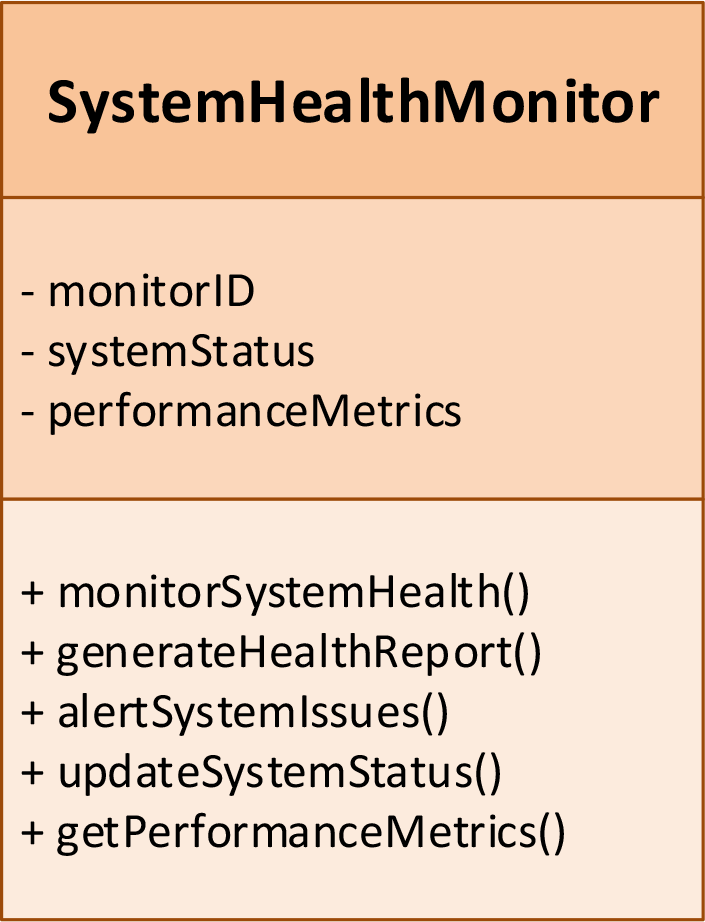 SystemHealthMonitor
- monitorID
- systemStatus
- performanceMetrics
+ monitorSystemHealth()
+ generateHealthReport()
+ alertSystemIssues()
+ updateSystemStatus()
+ getPerformanceMetrics()